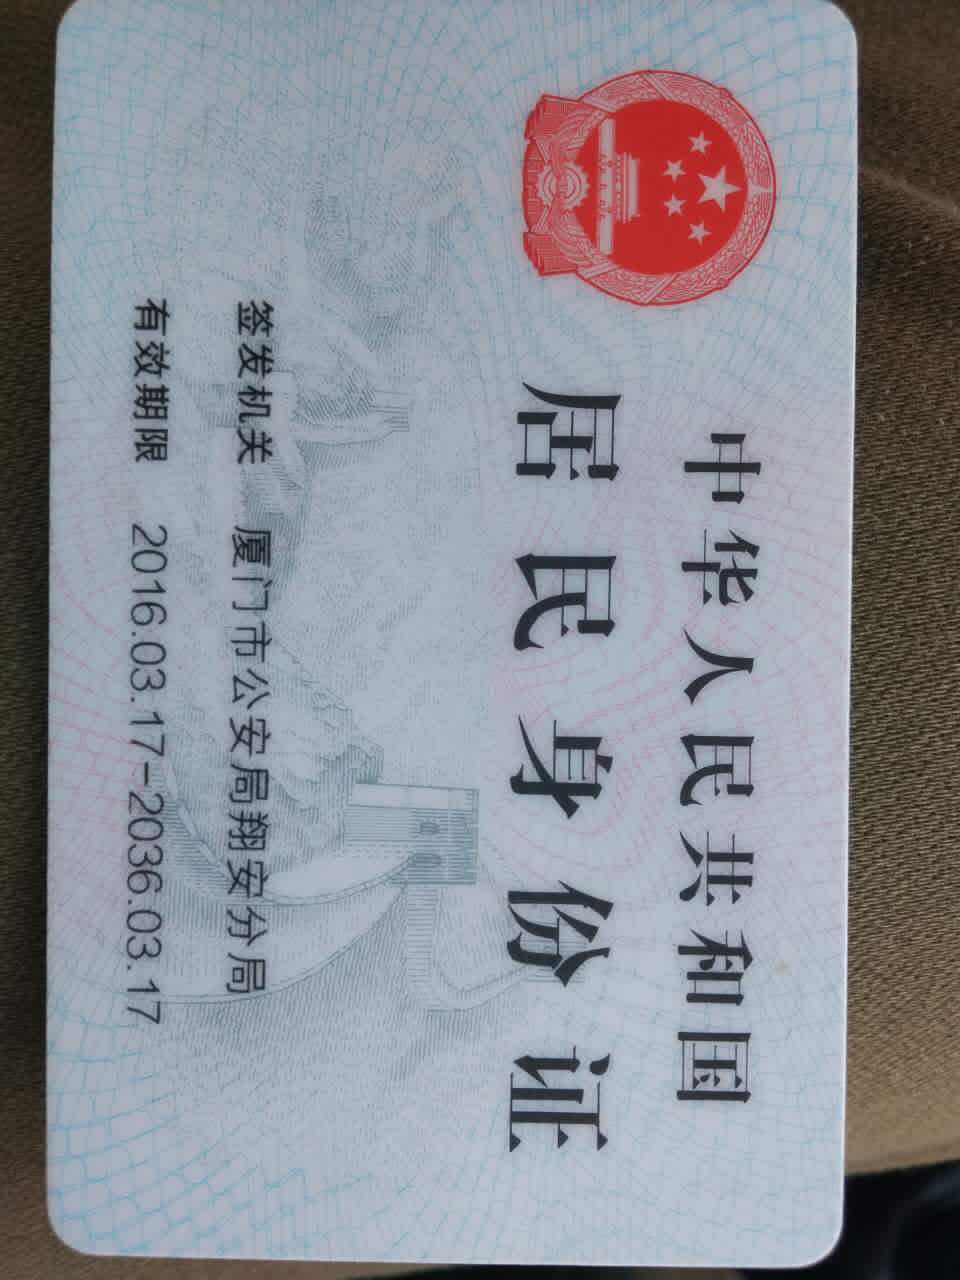 中华人民共和国
居民身份证
签发机关 厦门市公安局翔安分局
有效期限 2016.03.17-2036.03.17